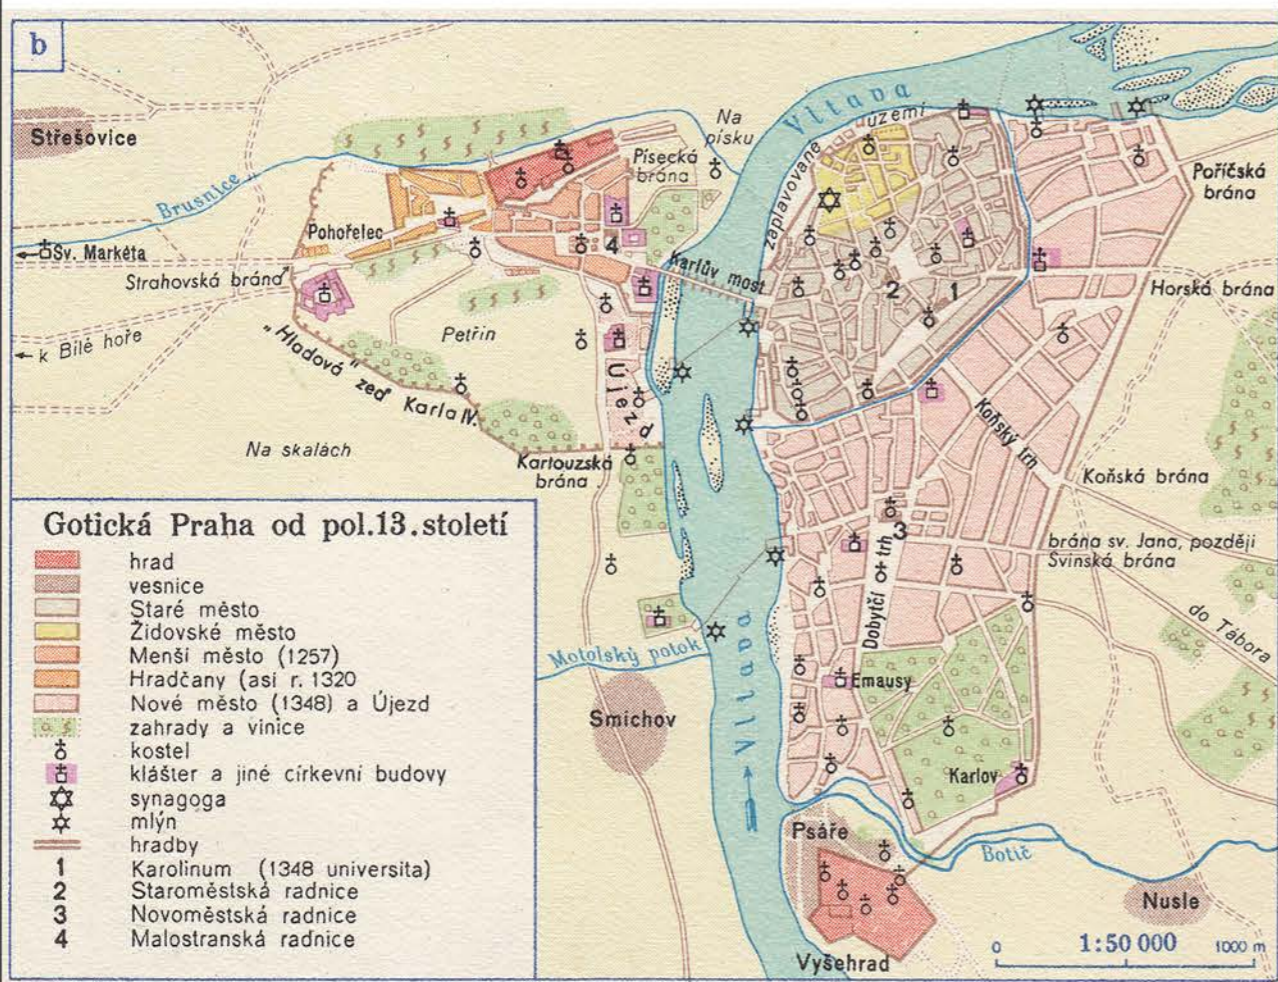 b
Střešovice
Brusnice
Pohořelec
Sv. Markéta
Strahovská brána
k Bílé hoře
"Hladová" zeď Karla IV.
Petřín
Na skalách
Na
písku
Písecká
brána
4
Karlův most
Újezd
Kartouzská
brána
Vltava
zaplavované území
2
1
Poříčská
brána
Horská brána
Koňský trh
Koňská brána
3
brána sv. Jana, později
Svinská brána
do Tábora
Dobytčí trh
Emausy
Karlov
Motolský potok
Smíchov
Vltava
Psáře
Botič
Nusle
Vyšehrad
0 1:50 000 1000 m
Gotická Praha od pol.13.století
hrad
vesnice
Staré město
Židovské město
Menší město (1257)
Hradčany (asi r. 1320
Nové město (1348) a Újezd
zahrady a vinice
kostel
klášter a jiné církevní budovy
synagoga
mlýn
hradby
1 Karolinum (1348 universita)
2 Staroměstská radnice
3 Novoměstská radnice
4 Malostranská radnice